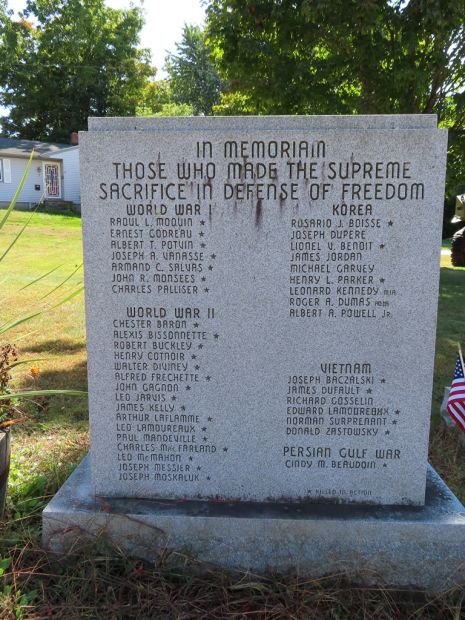 IN MEMORIAIN
THOSE WHO MADE THE SUPREME
SACRIFICE IN DEFENSE OF FREEDOM
WORLD WAR I
RAOUL L. MOQUIN *
ERNEST GODREAU *
ALBERT T. POTVIN *
JOSEPH A. VANASSE *
ARMAND C. SALVAS *
JOHN R. MONSEES *
CHARLES PALLISER *
WORLD WAR II
CHESTER BARON *
ALEXIS BISSONNETTE *
ROBERT BUCKLEY *
HENRY COTNOIR *
WALTER DIVINEY *
ALFRED FRECHETTE *
JOHN GAGNON *
LEO JARVIS *
JAMES KELLY *
ARTHUR LAFLAMME *
LEO LAMOUREAUX *
PAUL MANDEVILLE *
CHARLES MACFARLAND *
LEO MCMAHON *
JOSEPH MESSIER *
JOSEPH MOSKALUK *
KOREA
ROSARIO J. BOISSE *
JOSEPH DUPERE
LIONEL V. BENOIT *
JAMES JORDAN
MICHAEL GARVEY
HENRY L. PARKER *
LEONARD KENNEDY MIA
ROGER A. DUMAS
ALBERT A. POWELL JR.
VIETNAM
JOSEPH BACZALSKI *
JAMES DUFAULT *
RICHARD GOSSELIN
EDWARD LAMOUREUX *
NORMAN SURPRENANT *
DONALD ZASTOWSKY *
PERSIAN GULF WAR
CINDY M. BEAUDOIN *
* KILLED IN ACTION